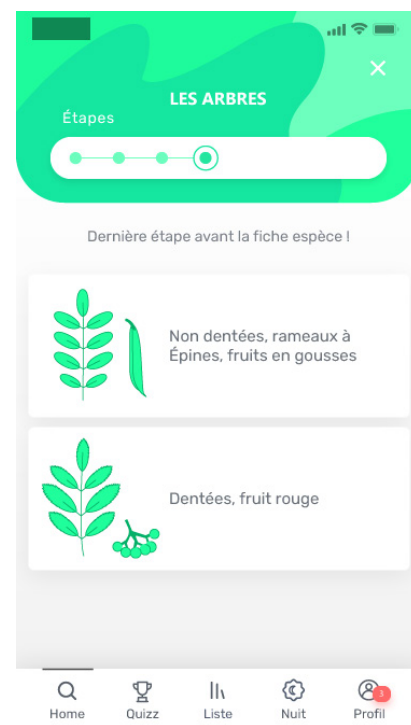 LES ARBRES
Étapes
Dernière étape avant la fiche espèce !
Non dentées, rameaux à
Épines, fruits en gousses
Dentées, fruit rouge
3
Home Quizz Liste Nuit Profil